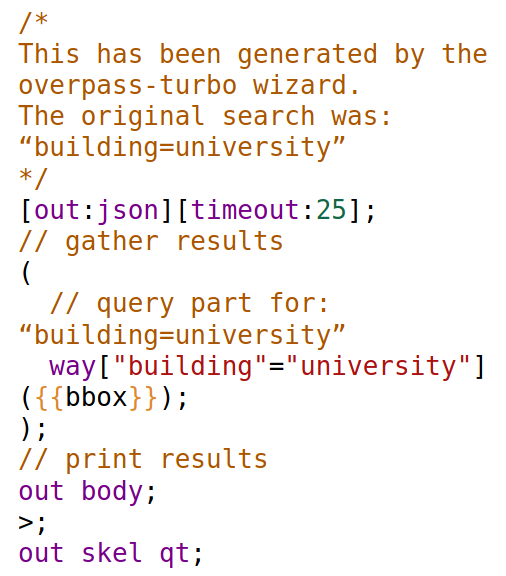 /*
This has been generated by the
overpass-turbo wizard.
The original search was:
“building=university”
*/
[out:json][timeout:25];
// gather results
(
  // query part for:
“building=university”
  way["building"="university"]
({{bbox}});
);
// print results
out body;
>;
out skel qt;